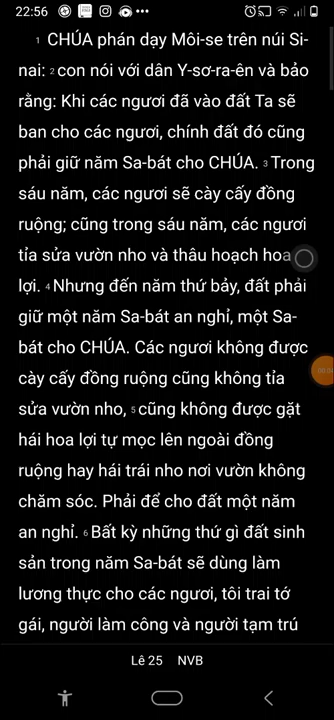 22:56
1 CHÚA phán dạy Môi-se trên núi Si-
nai: 2 con nói với dân Y-sơ-ra-ên và bảo
rằng: Khi các ngươi đã vào đất Ta sẽ
ban cho các ngươi, chính đất đó cũng
phải giữ năm Sa-bát cho CHÚA. 3 Trong
sáu năm, các ngươi sẽ cày cấy đồng
ruộng; cũng trong sáu năm, các ngươi
tỉa sửa vườn nho và thâu hoạch hoa
lợi. 4 Nhưng đến năm thứ bảy, đất phải
giữ một năm Sa-bát an nghỉ, một Sa-
bát cho CHÚA. Các ngươi không được
cày cấy đồng ruộng cũng không tỉa
sửa vườn nho, 5 cũng không được gặt
hái hoa lợi tự mọc lên ngoài đồng
ruộng hay hái trái nho nơi vườn không
chăm sóc. Phải để cho đất một năm
an nghỉ. 6 Bất kỳ những thứ gì đất sinh
sản trong năm Sa-bát sẽ dùng làm
lương thực cho các ngươi, tôi trai tớ
gái, người làm công và người tạm trú
Lê 25 NVB